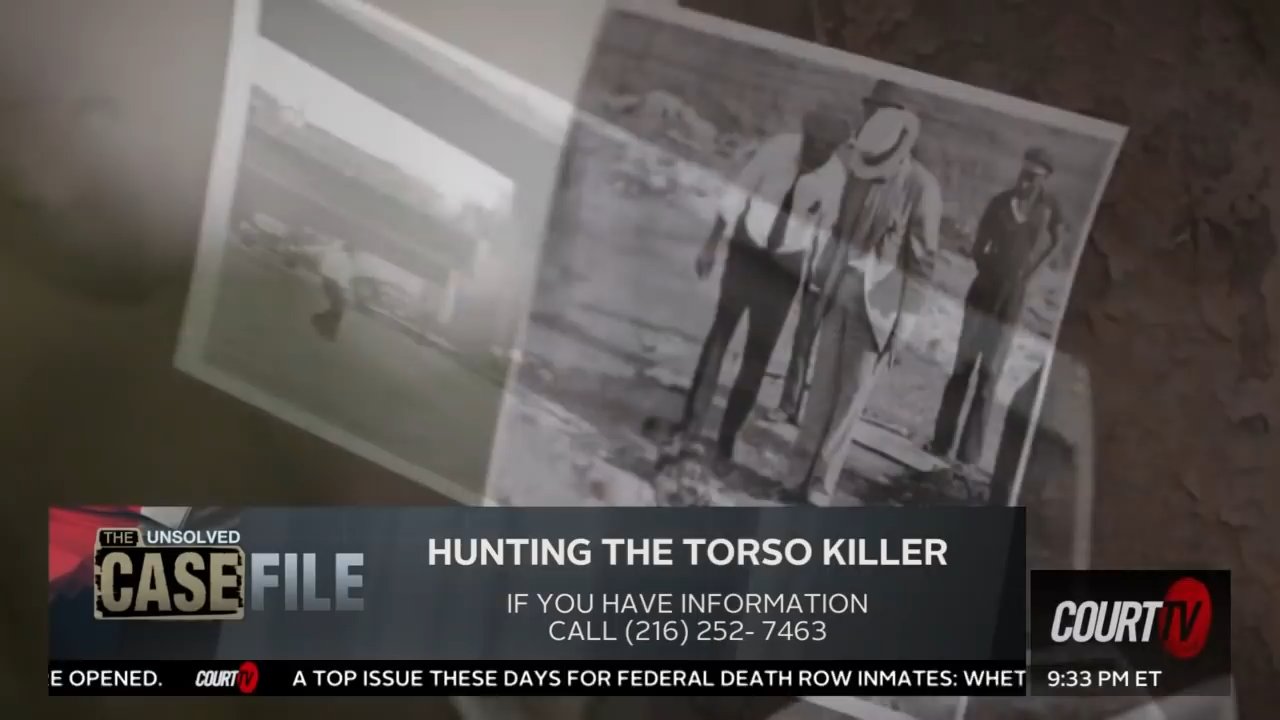 THE UNSOLVED
CASE FILE
HUNTING THE TORSO KILLER
IF YOU HAVE INFORMATION
CALL (216) 252- 7463
COURT TV
E OPENED. COURT TV A TOP ISSUE THESE DAYS FOR FEDERAL DEATH ROW INMATES: WHET
9:33 PM ET